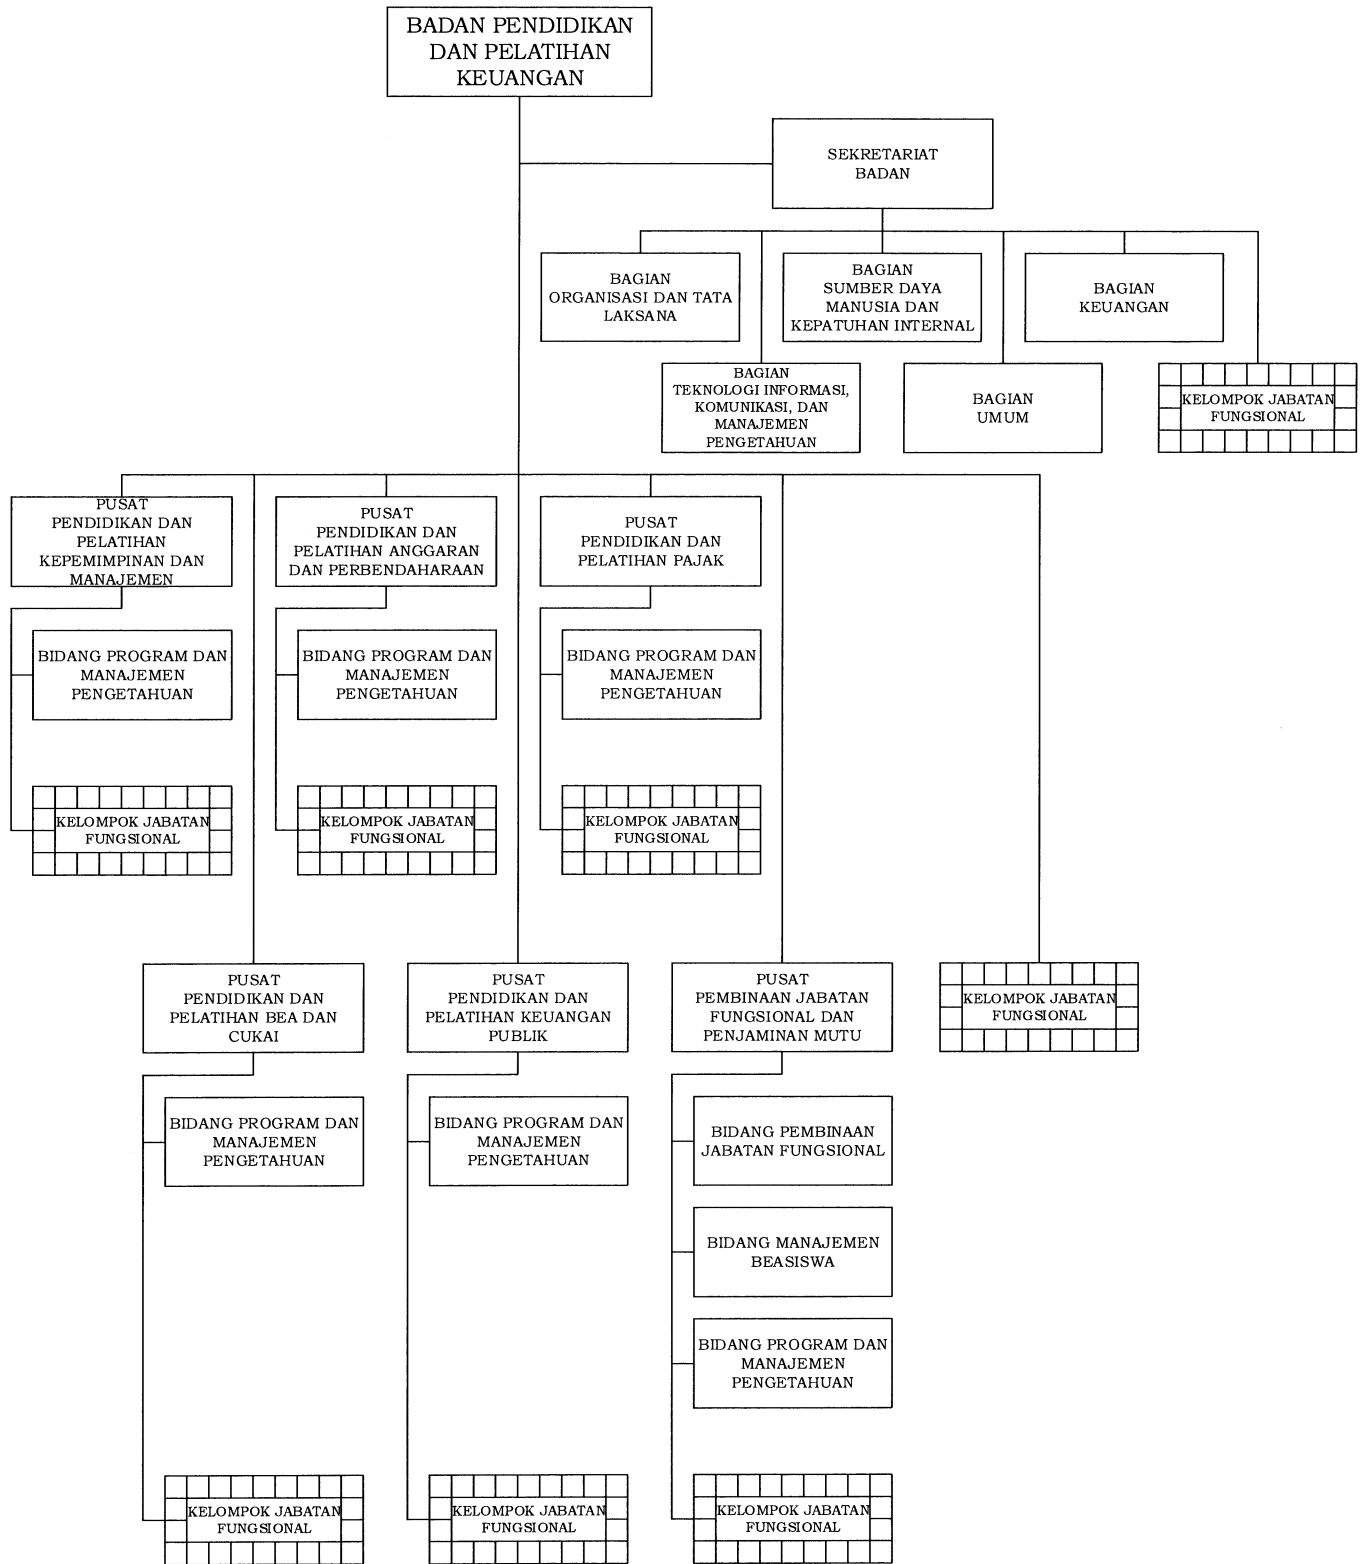 BADAN PENDIDIKAN
DAN PELATIHAN
KEUANGAN
SEKRETARIAT
BADAN
BAGIAN
ORGANISASI DAN TATA
LAKSANA
BAGIAN
SUMBER DAYA
MANUSIA DAN
KEPATUHAN INTERNAL
BAGIAN
KEUANGAN
BAGIAN
TEKNOLOGI INFORMASI,
KOMUNIKASI, DAN
MANAJEMEN
PENGETAHUAN
BAGIAN
UMUM
KELOMPOK JABATAN
FUNGSIONAL
PUSAT
PENDIDIKAN DAN
PELATIHAN
KEPEMIMPINAN DAN
MANAJEMEN
PUSAT
PENDIDIKAN DAN
PELATIHAN ANGGARAN
DAN PERBENDAHARAAN
PUSAT
PENDIDIKAN DAN
PELATIHAN PAJAK
BIDANG PROGRAM DAN
MANAJEMEN
PENGETAHUAN
BIDANG PROGRAM DAN
MANAJEMEN
PENGETAHUAN
BIDANG PROGRAM DAN
MANAJEMEN
PENGETAHUAN
KELOMPOK JABATAN
FUNGSIONAL
KELOMPOK JABATAN
FUNGSIONAL
KELOMPOK JABATAN
FUNGSIONAL
PUSAT
PENDIDIKAN DAN
PELATIHAN BEA DAN
CUKAI
PUSAT
PENDIDIKAN DAN
PELATIHAN KEUANGAN
PUBLIK
PUSAT
PEMBINAAN JABATAN
FUNGSIONAL DAN
PENJAMINAN MUTU
KELOMPOK JABATAN
FUNGSIONAL
BIDANG PROGRAM DAN
MANAJEMEN
PENGETAHUAN
BIDANG PROGRAM DAN
MANAJEMEN
PENGETAHUAN
BIDANG PEMBINAAN
JABATAN FUNGSIONAL
BIDANG MANAJEMEN
BEASISWA
BIDANG PROGRAM DAN
MANAJEMEN
PENGETAHUAN
KELOMPOK JABATAN
FUNGSIONAL
KELOMPOK JABATAN
FUNGSIONAL
KELOMPOK JABATAN
FUNGSIONAL